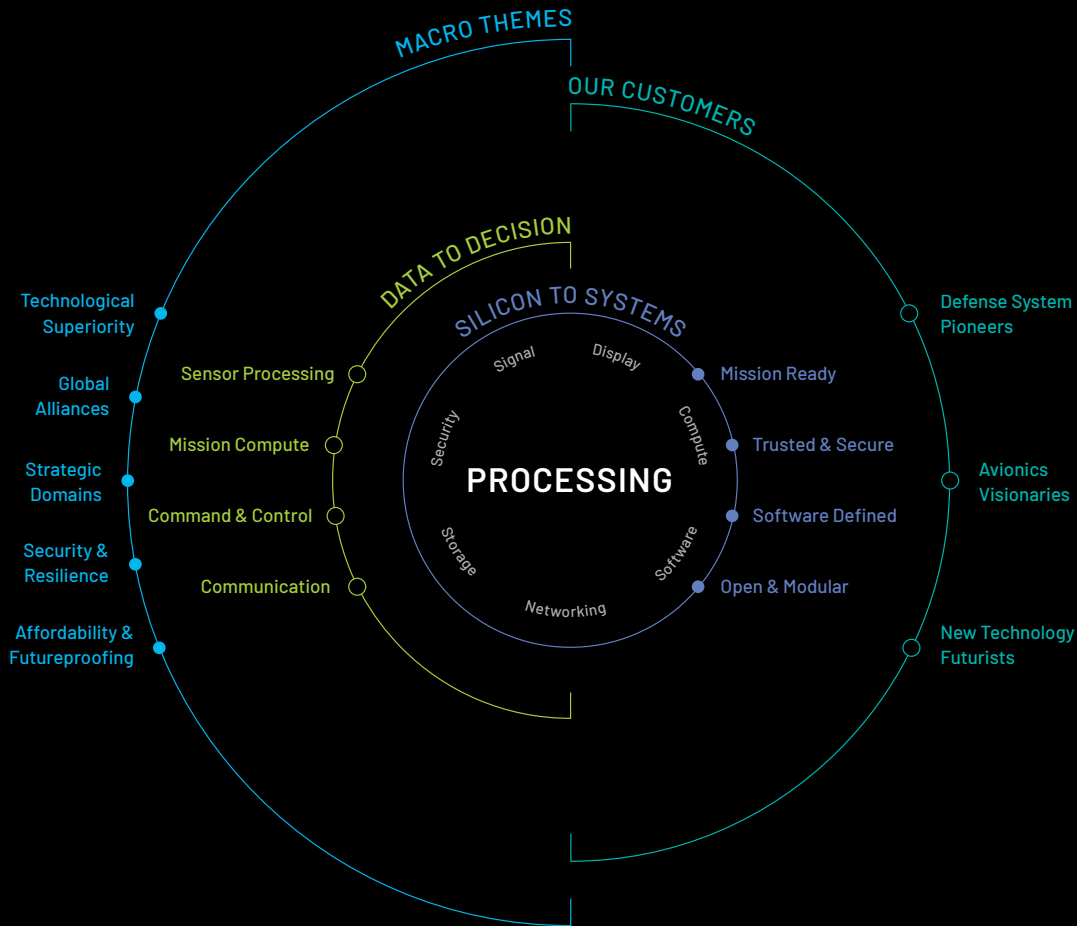 MACRO THEMES
OUR CUSTOMERS
DATA TO DECISION
SILICON TO SYSTEMS
Technological
Superiority
Global
Alliances
Strategic
Domains
Security &
Resilience
Affordability &
Futureproofing
Sensor Processing
Mission Compute
Command & Control
Communication
Signal
Display
Security
Compute
PROCESSING
Storage
Software
Networking
Mission Ready
Trusted & Secure
Software Defined
Open & Modular
Defense System
Pioneers
Avionics
Visionaries
New Technology
Futurists